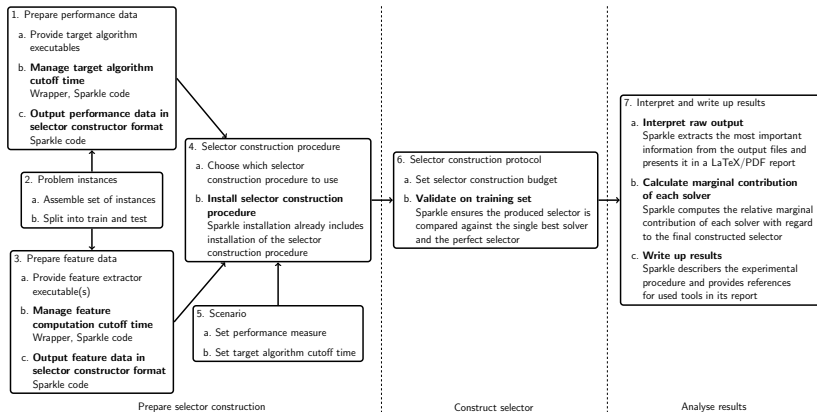 1. Prepare performance data
a. Provide target algorithm
executables
b. Manage target algorithm
cutoff time
Wrapper, Sparkle code
c. Output performance data in
selector constructor format
Sparkle code
2. Problem instances
a. Assemble set of instances
b. Split into train and test
3. Prepare feature data
a. Provide feature extractor
executable(s)
b. Manage feature
computation cutoff time
Wrapper, Sparkle code
c. Output feature data in
selector constructor format
Sparkle code
4. Selector construction procedure
a. Choose which selector
construction procedure to use
b. Install selector construction
procedure
Sparkle installation already includes
installation of the selector
construction procedure
5. Scenario
a. Set performance measure
b. Set target algorithm cutoff time
6. Selector construction protocol
a. Set selector construction budget
b. Validate on training set
Sparkle ensures the produced selector is
compared against the single best solver
and the perfect selector
7. Interpret and write up results
a. Interpret raw output
Sparkle extracts the most important
information from the output files and
presents it in a LaTeX/PDF report
b. Calculate marginal contribution
of each solver
Sparkle computes the relative marginal
contribution of each solver with regard
to the final constructed selector
c. Write up results
Sparkle describes the experimental
procedure and provides references
for used tools in its report
Prepare selector construction
Construct selector
Analyse results